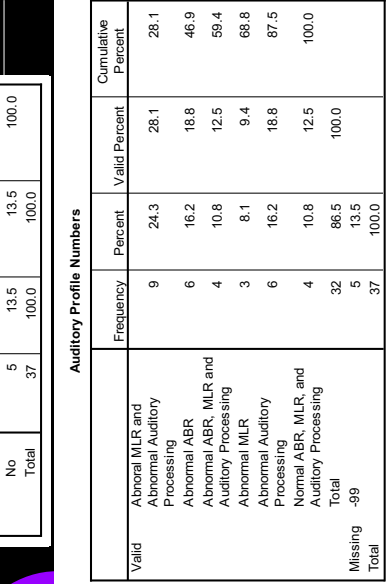 No 5 13.5 13.5 100.0
Total 37 100.0 100.0
Auditory Profile Numbers
Frequency Percent Valid Percent Cumulative
Percent
Valid Abnoral MLR and
Abnormal Auditory
Processing 9 24.3 28.1 28.1
Abnormal ABR 6 16.2 18.8 46.9
Abnormal ABR, MLR and
Auditory Processing 4 10.8 12.5 59.4
Abnormal MLR 3 8.1 9.4 68.8
Abnormal Auditory
Processing 6 16.2 18.8 87.5
Normal ABR, MLR, and
Auditory Processing 4 10.8 12.5 100.0
Total 32 86.5 100.0
Missing -99 5 13.5
Total 37 100.0